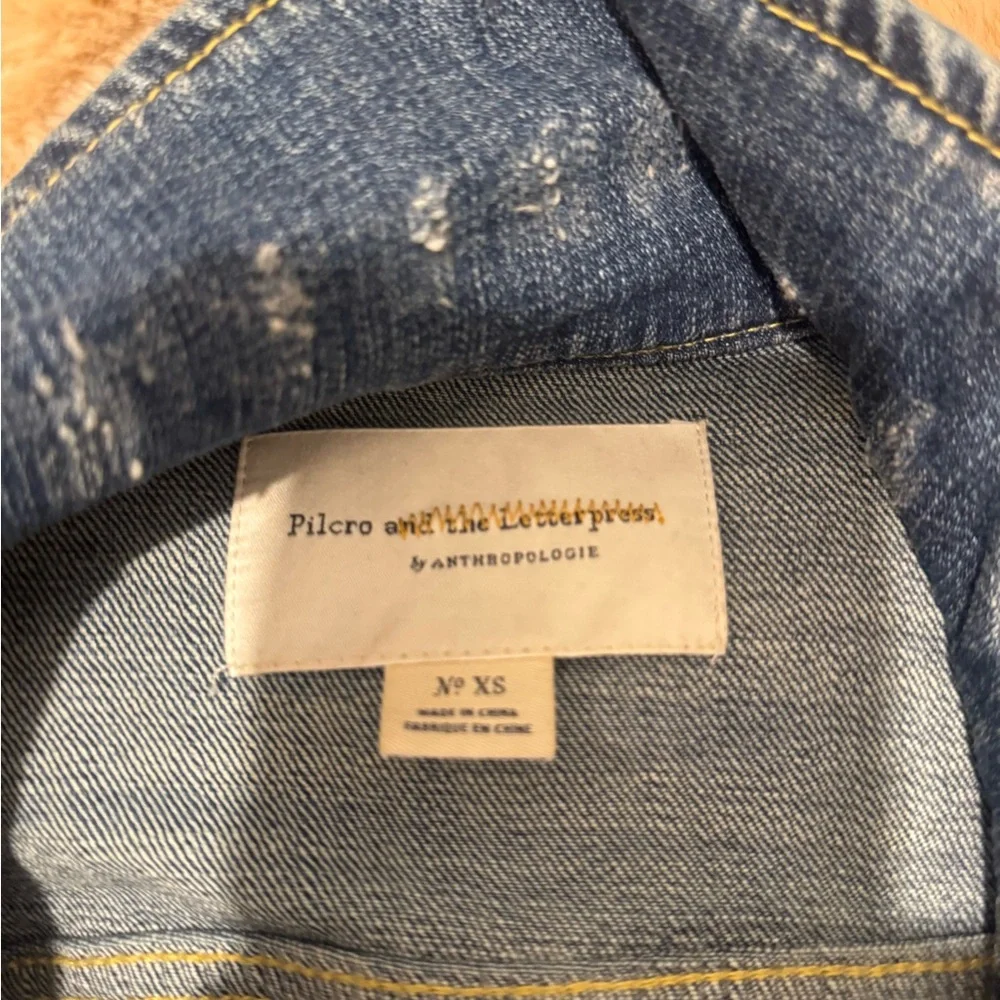 Pilcro and the Letterpress
by ANTHROPOLOGIE
Nº XS
MADE IN CHINA
FABRIQUÉ EN CHINE